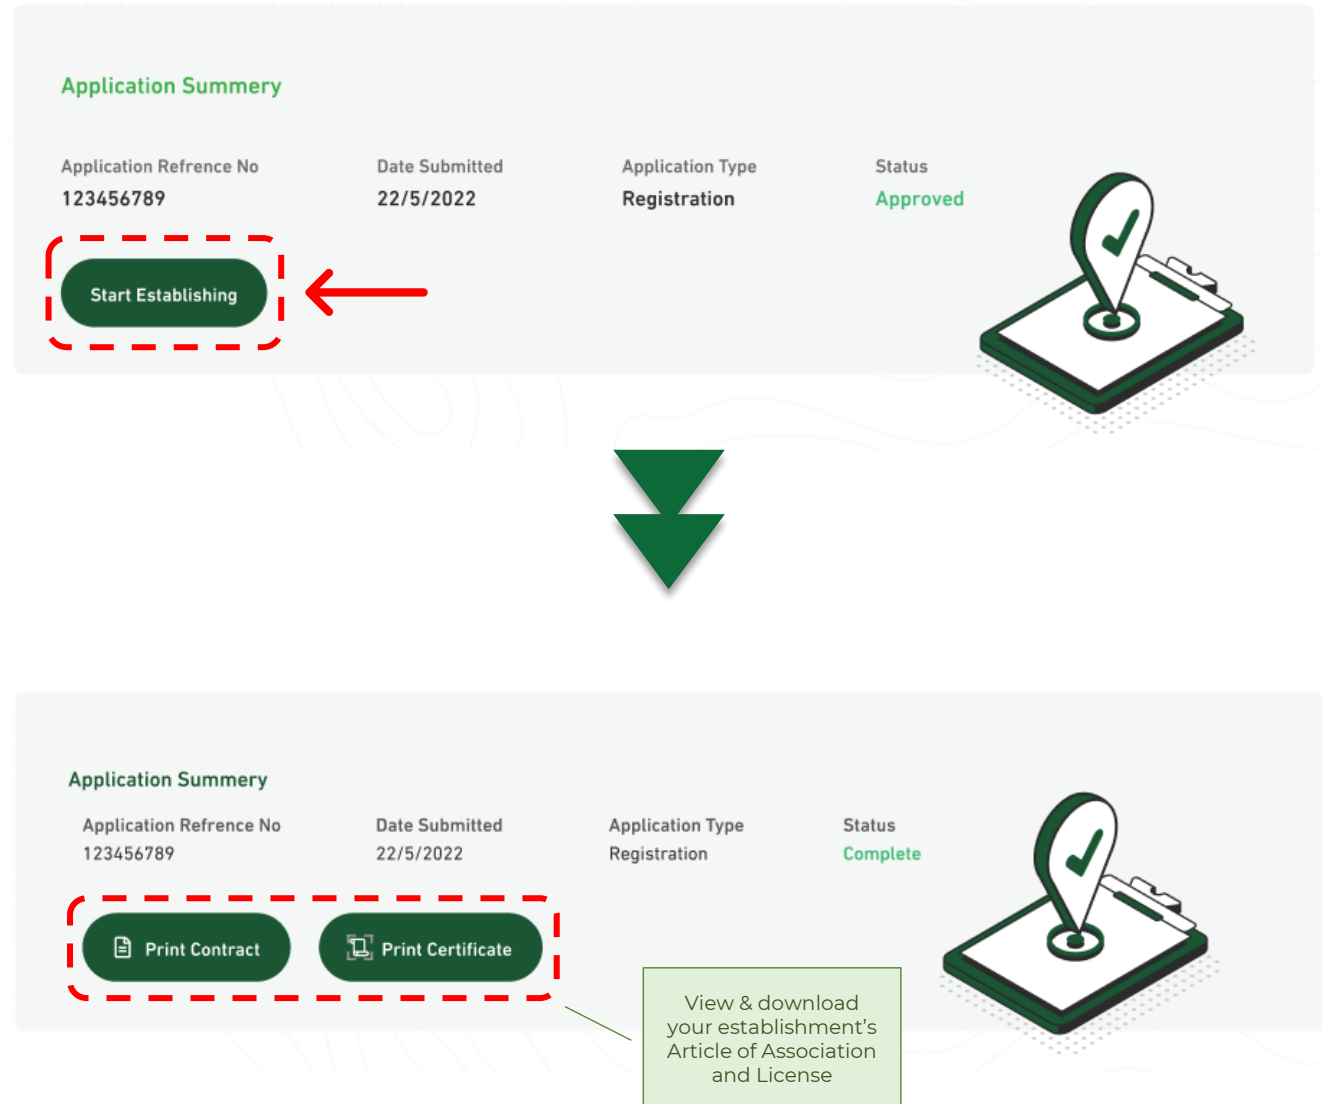 Application Summery
Application Refrence No Date Submitted Application Type Status
123456789 22/5/2022 Registration Approved
Start Establishing
Application Summery
Application Refrence No Date Submitted Application Type Status
123456789 22/5/2022 Registration Complete
Print Contract Print Certificate
View & download
your establishment’s
Article of Association
and License